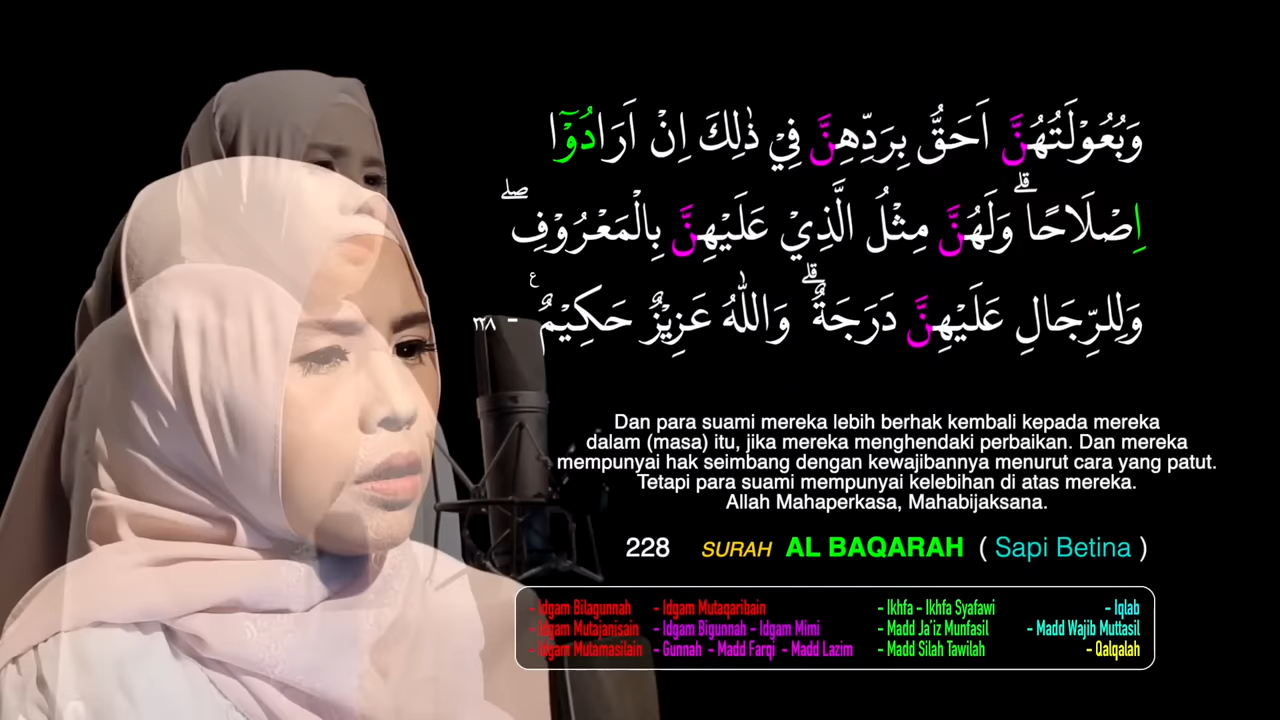 وَبُعُوْلَتُهُنَّ اَحَقُّ بِرَدِّهِنَّ فِيْ ذٰلِكَ اِنْ اَرَادُوْٓا
اِصْلَاحًا ۗ وَلَهُنَّ مِثْلُ الَّذِيْ عَلَيْهِنَّ بِالْمَعْرُوْفِ ۖ
وَلِلرِّجَالِ عَلَيْهِنَّ دَرَجَةٌ ۗ وَاللّٰهُ عَزِيْزٌ حَكِيْمٌ ࣖ - ٢٢٨
Dan para suami mereka lebih berhak kembali kepada mereka
dalam (masa) itu, jika mereka menghendaki perbaikan. Dan mereka
mempunyai hak seimbang dengan kewajibannya menurut cara yang patut.
Tetapi para suami mempunyai kelebihan di atas mereka.
Allah Mahaperkasa, Mahabijaksana.
228 SURAH AL BAQARAH ( Sapi Betina )
- Idgam Bilagunnah - Idgam Mutaqaribain - Ikhfa - Ikhfa Syafawi - Iqlab
- Idgam Mutajanisain - Idgam Bigunnah - Idgam Mimi - Madd Ja'iz Munfasil - Madd Wajib Muttasil
- Idgam Mutamasilain - Gunnah - Madd Farqi - Madd Lazim - Madd Silah Tawilah - Qalqalah